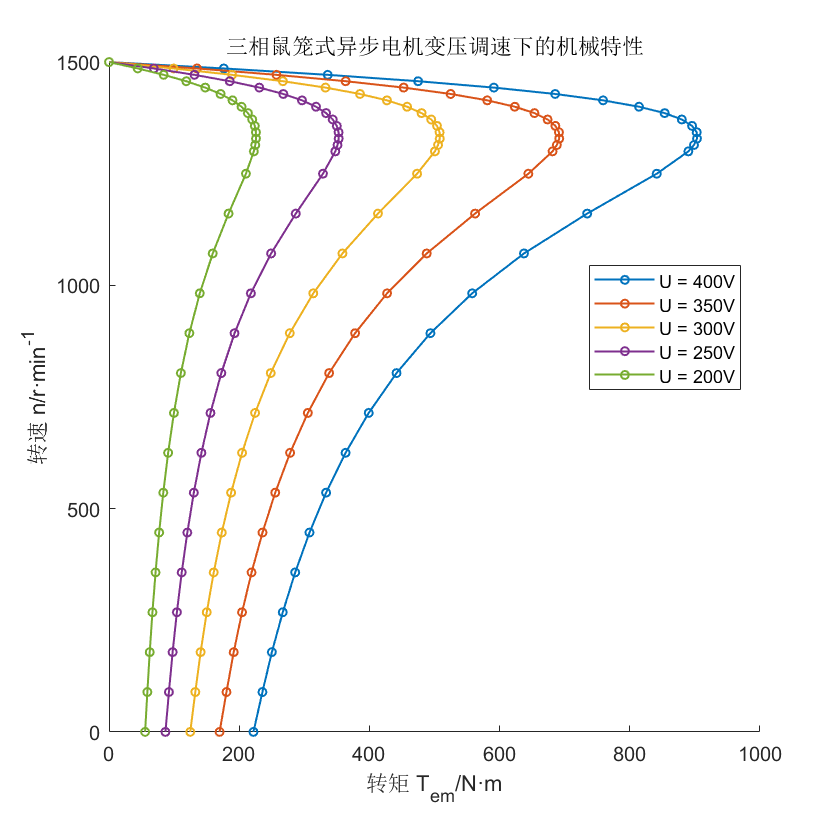 三相鼠笼式异步电机变压调速下的机械特性
1500
1000
500
0
转速 n/r·min-1
U = 400V
U = 350V
U = 300V
U = 250V
U = 200V
0 200 400 600 800 1000
转矩 Tem/N·m